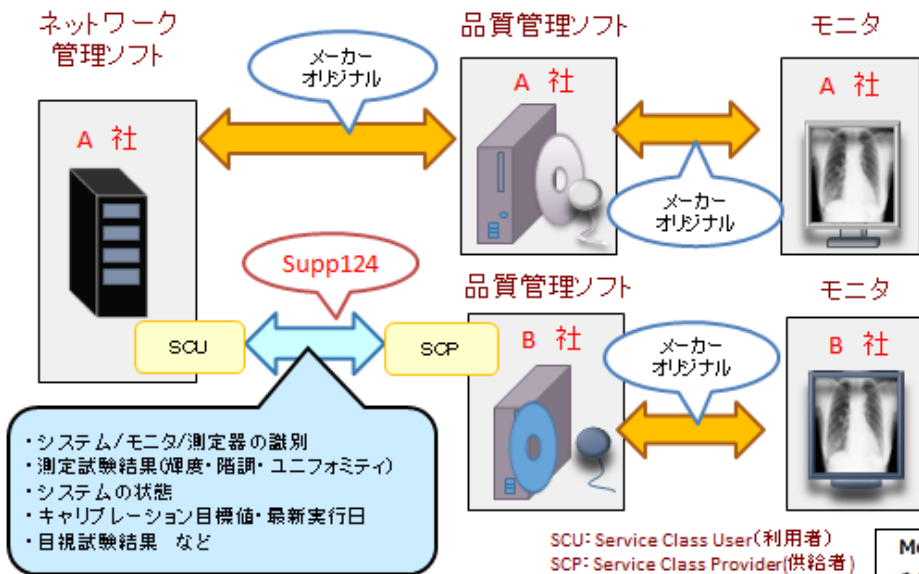 ネットワーク
管理ソフト
品質管理ソフト
モニタ
メーカー
オリジナル
A 社
A 社
A 社
メーカー
オリジナル
Supp124
品質管理ソフト
モニタ
SCU
SCP
B 社
メーカー
オリジナル
B 社
・システム/モニタ/測定器の識別
・測定試験結果(輝度・階調・ユニフォミティ)
・システムの状態
・キャリブレーション目標値・最新実行日
・目視試験結果 など
SCU: Service Class User(利用者)
SCP: Service Class Provider(供給者)